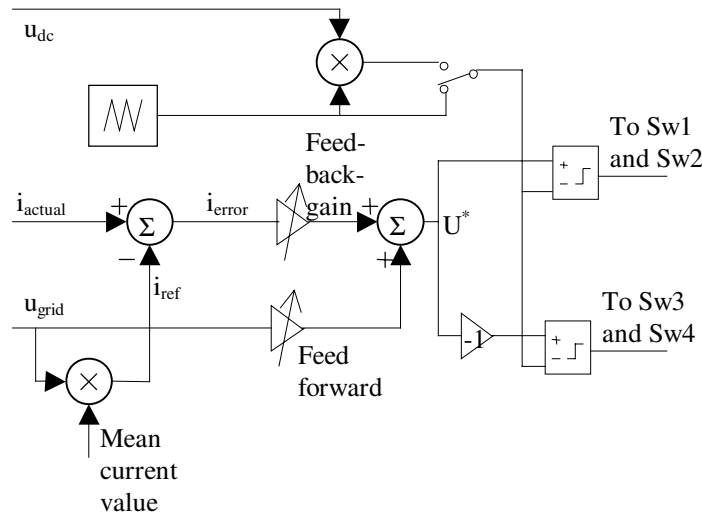 u_dc
×
To Sw1
and Sw2
Feed-
back-
gain
+
−
i_actual
+
Σ
−
i_error
+
Σ
+
U*
i_ref
u_grid
To Sw3
and Sw4
-1
+
−
×
Feed
forward
Mean
current
value